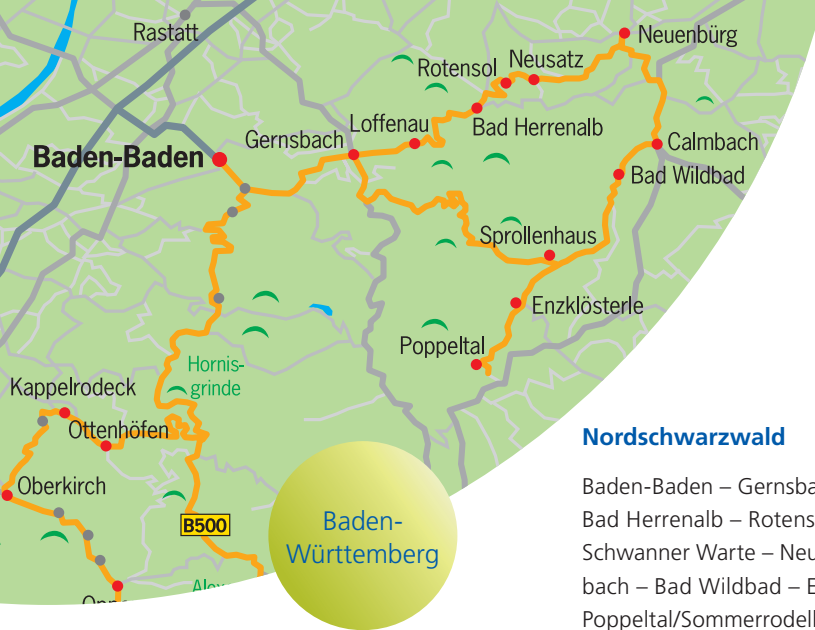 Rastatt
Neuenbürg
Neusatz
Rotensol
Loffenau
Bad Herrenalb
Gernsbach
Calmbach
Baden-Baden
Bad Wildbad
Sprollenhaus
Enzklösterle
Poppeltal
Hornis-
grinde
Kappelrodeck
Ottenhöfen
Oberkirch
B500
Baden-
Württemberg
Nordschwarzwald
Baden-Baden – Gernsba
Bad Herrenalb – Rotens
Schwanner Warte – Neu
bach – Bad Wildbad – E
Poppeltal/Sommerrodell